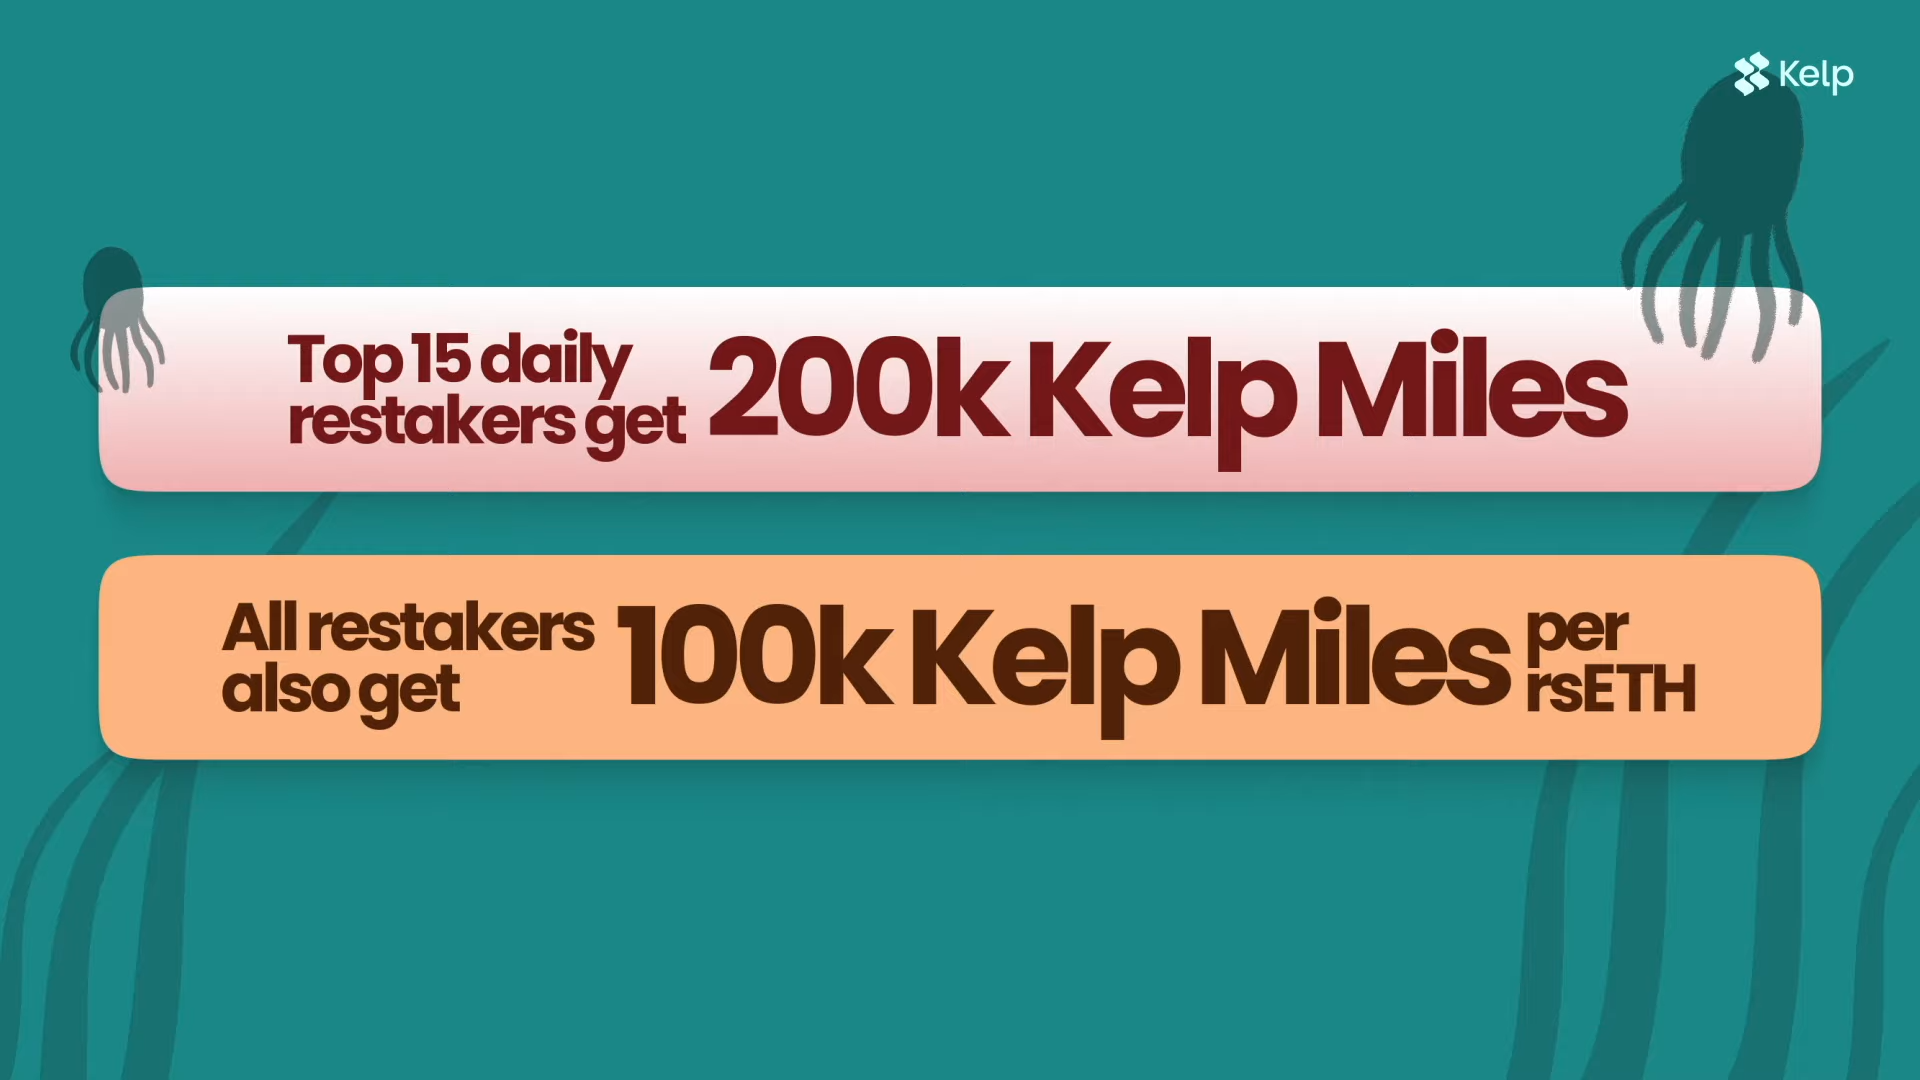 Kelp
Top 15 daily
restakers get
200k Kelp Miles
All restakers
also get
100k Kelp Miles
per
rsETH